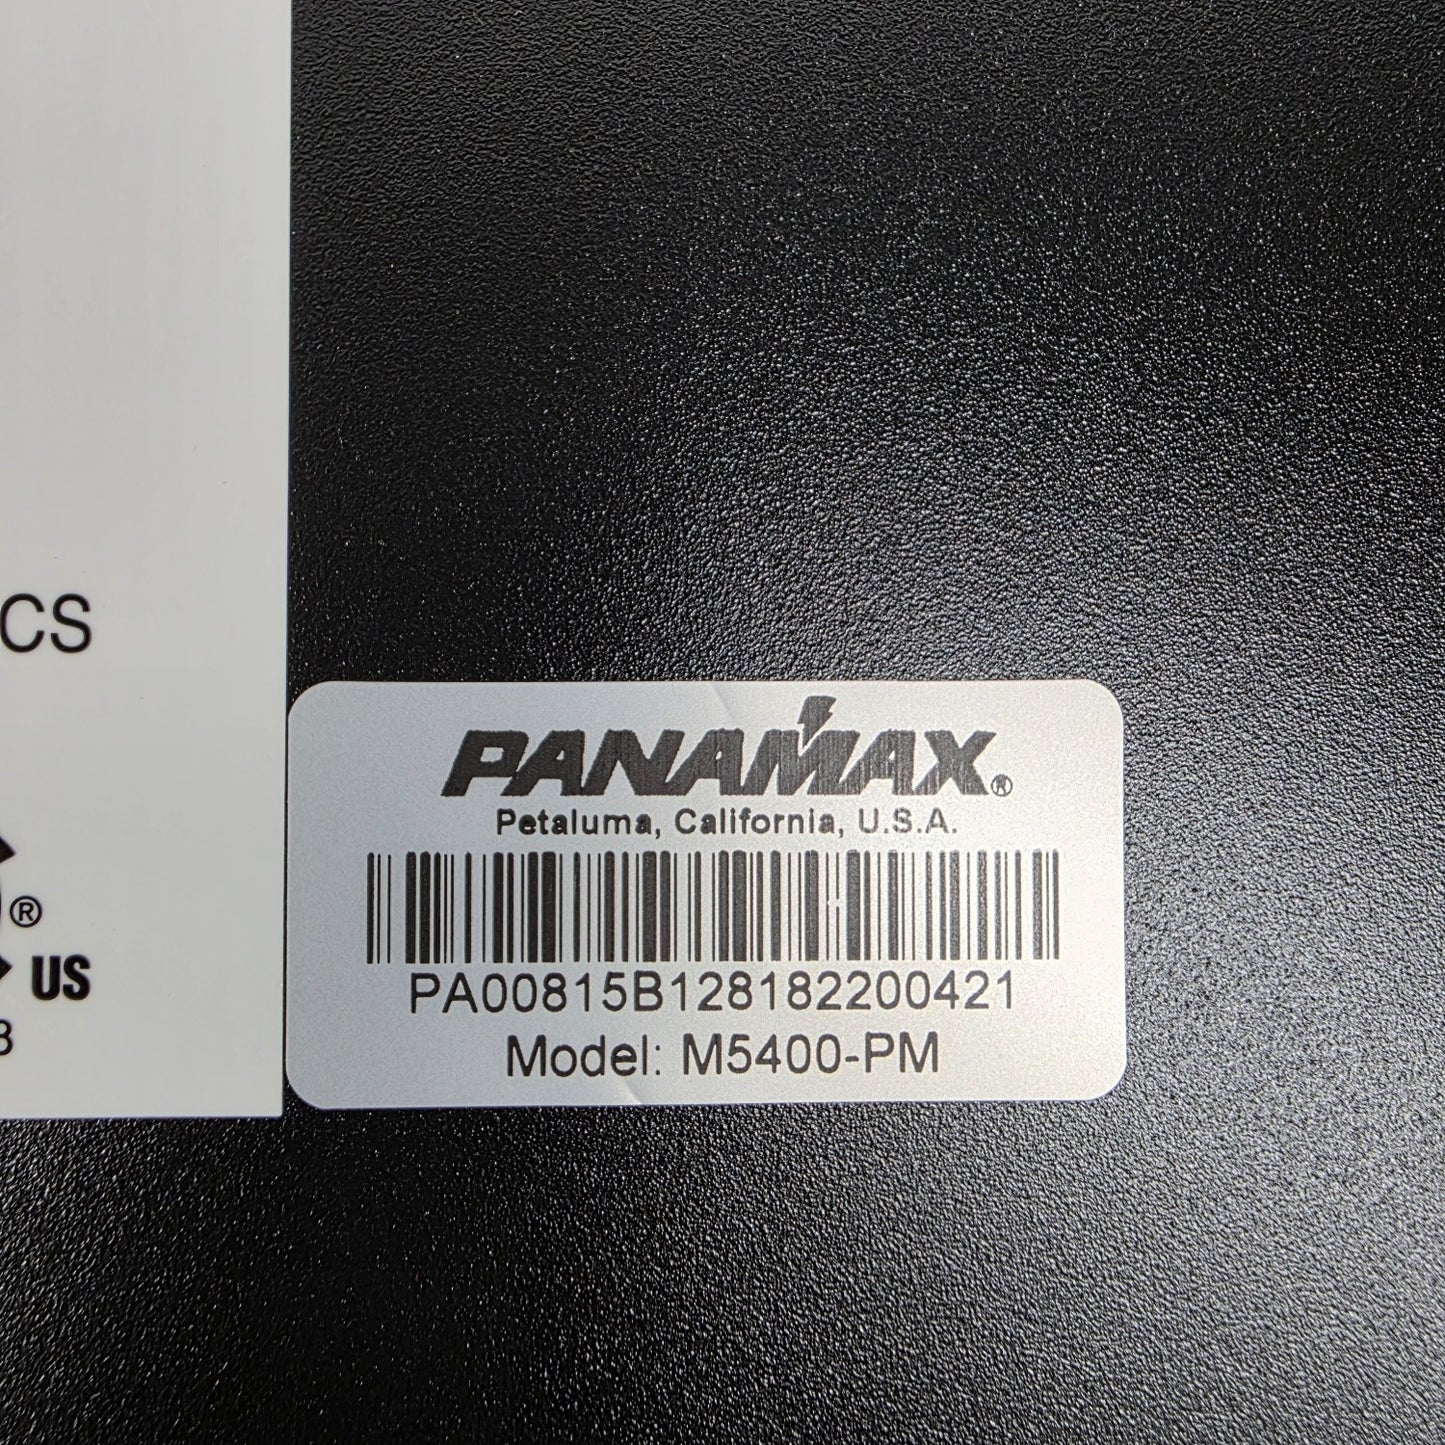 CS
®
US
PANAMAX®
Petaluma, California, U.S.A.
PA00815B128182200421
Model: M5400-PM